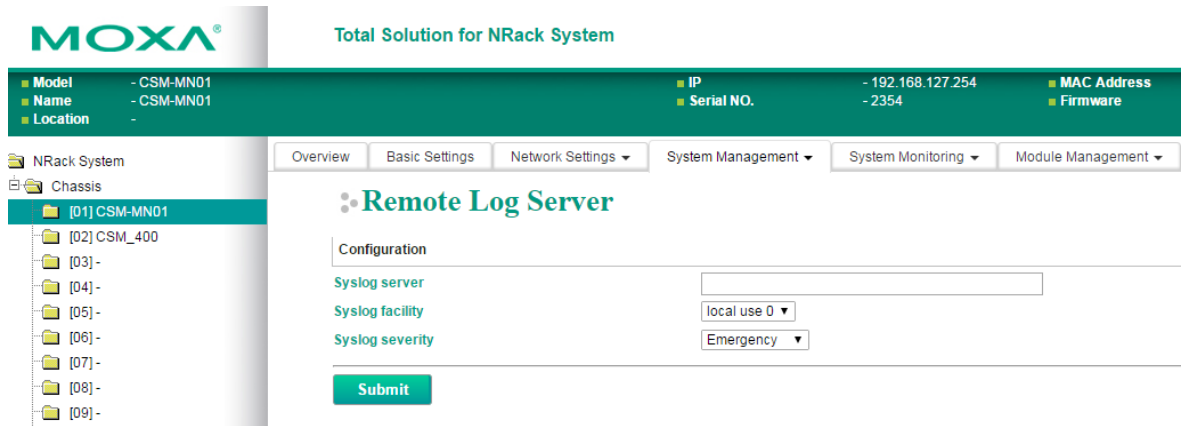 MOXA®
Total Solution for NRack System
Model - CSM-MN01 IP - 192.168.127.254 MAC Address
Name - CSM-MN01 Serial NO. - 2354 Firmware
Location -
NRack System
Chassis
[01] CSM-MN01
[02] CSM_400
[03] -
[04] -
[05] -
[06] -
[07] -
[08] -
[09] -
Overview Basic Settings Network Settings System Management System Monitoring Module Management
Remote Log Server
Configuration
Syslog server
Syslog facility local use 0
Syslog severity Emergency
Submit